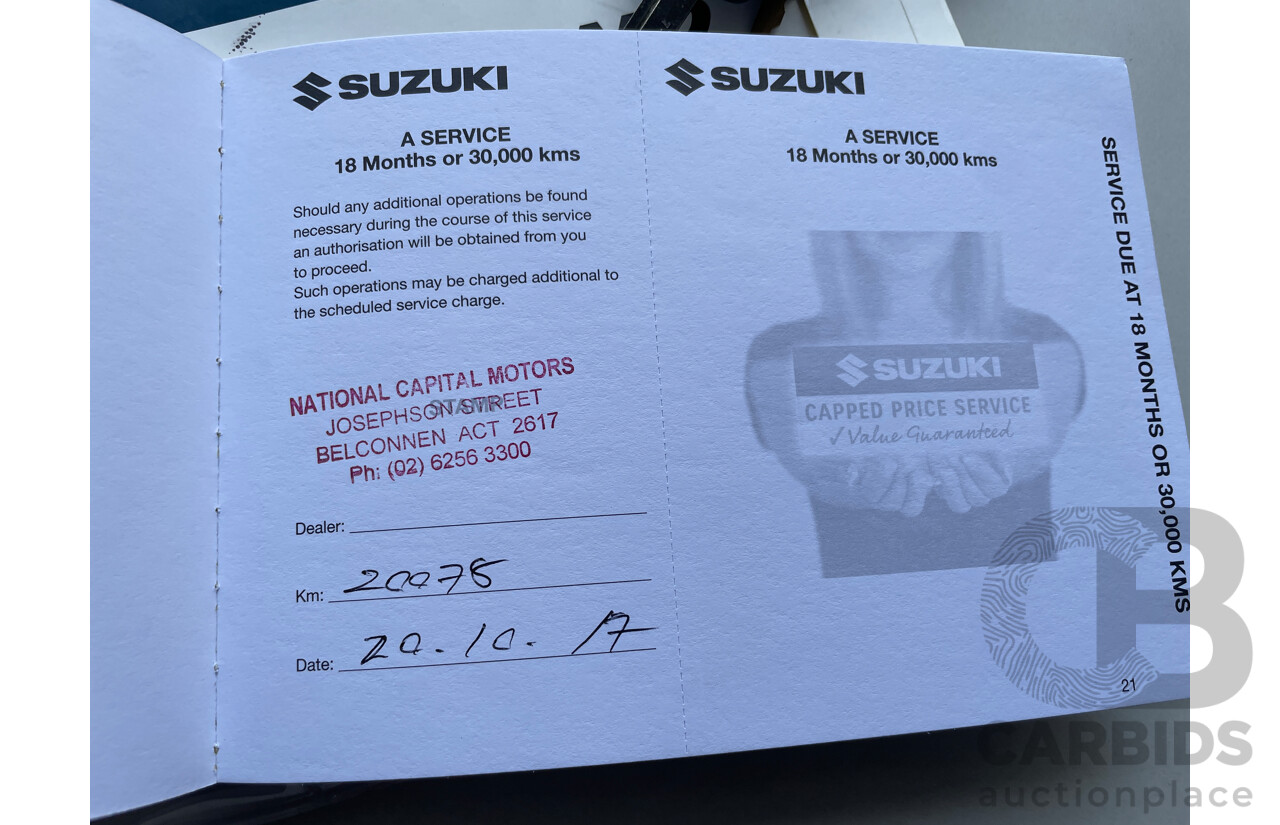 SUZUKI
A SERVICE
18 Months or 30,000 kms
Should any additional operations be found
necessary during the course of this service
an authorisation will be obtained from you
to proceed.
Such operations may be charged additional to
the scheduled service charge.
NATIONAL CAPITAL MOTORS
STAMP
JOSEPHSON STREET
BELCONNEN ACT 2617
Ph: (02) 6256 3300
Dealer:
Km: 20075
Date: 20.10.17
SUZUKI
A SERVICE
18 Months or 30,000 kms
SUZUKI
CAPPED PRICE SERVICE
✓ Value Guaranteed
SERVICE DUE AT 18 MONTHS OR 30,000 KMS
21
CB
CARBIDS
auctionplace